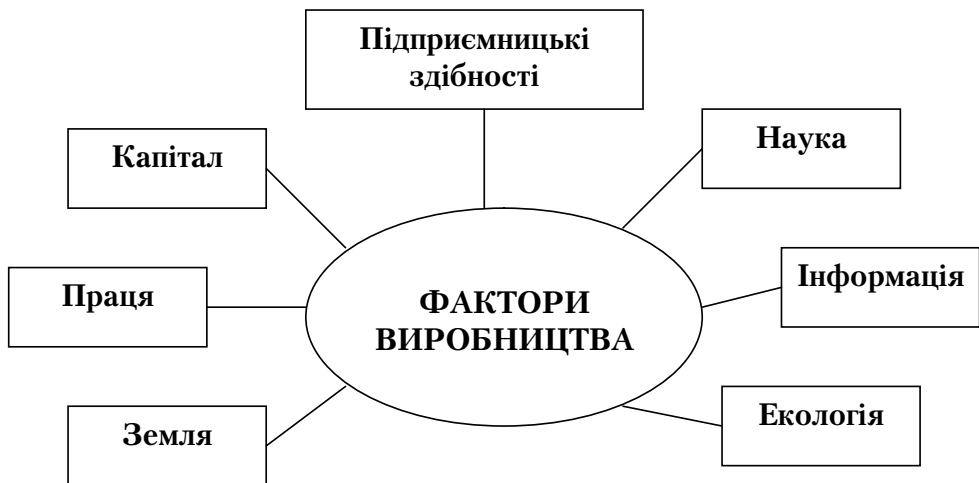 Підприємницькі
здібності
Капітал
Наука
Праця
ФАКТОРИ
ВИРОБНИЦТВА
Інформація
Земля
Екологія